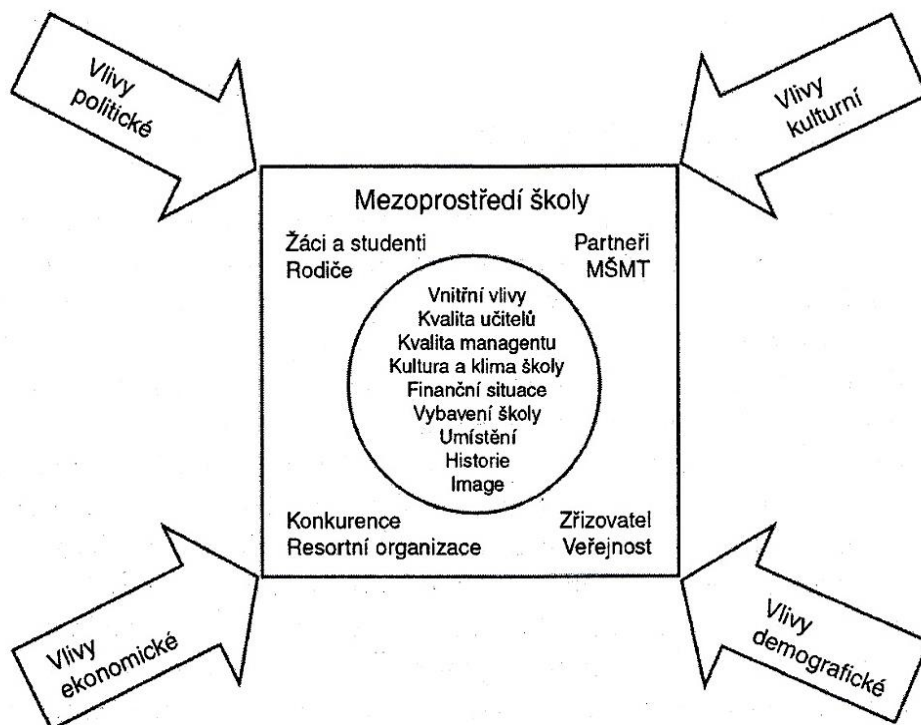 Vlivy
politické
Vlivy
kulturní
Mezoprostředí školy
Žáci a studenti
Rodiče
Partneři
MŠMT
Vnitřní vlivy
Kvalita učitelů
Kvalita managentu
Kultura a klima školy
Finanční situace
Vybavení školy
Umístění
Historie
Image
Konkurence
Resortní organizace
Zřizovatel
Veřejnost
Vlivy
ekonomické
Vlivy
demografické